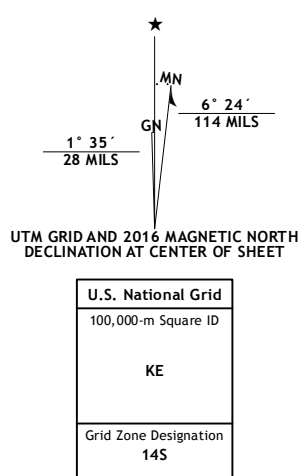 ★
MN
GN
6° 24´
114 MILS
1° 35´
28 MILS
UTM GRID AND 2016 MAGNETIC NORTH
DECLINATION AT CENTER OF SHEET
U.S. National Grid
100,000-m Square ID
KE
Grid Zone Designation
14S